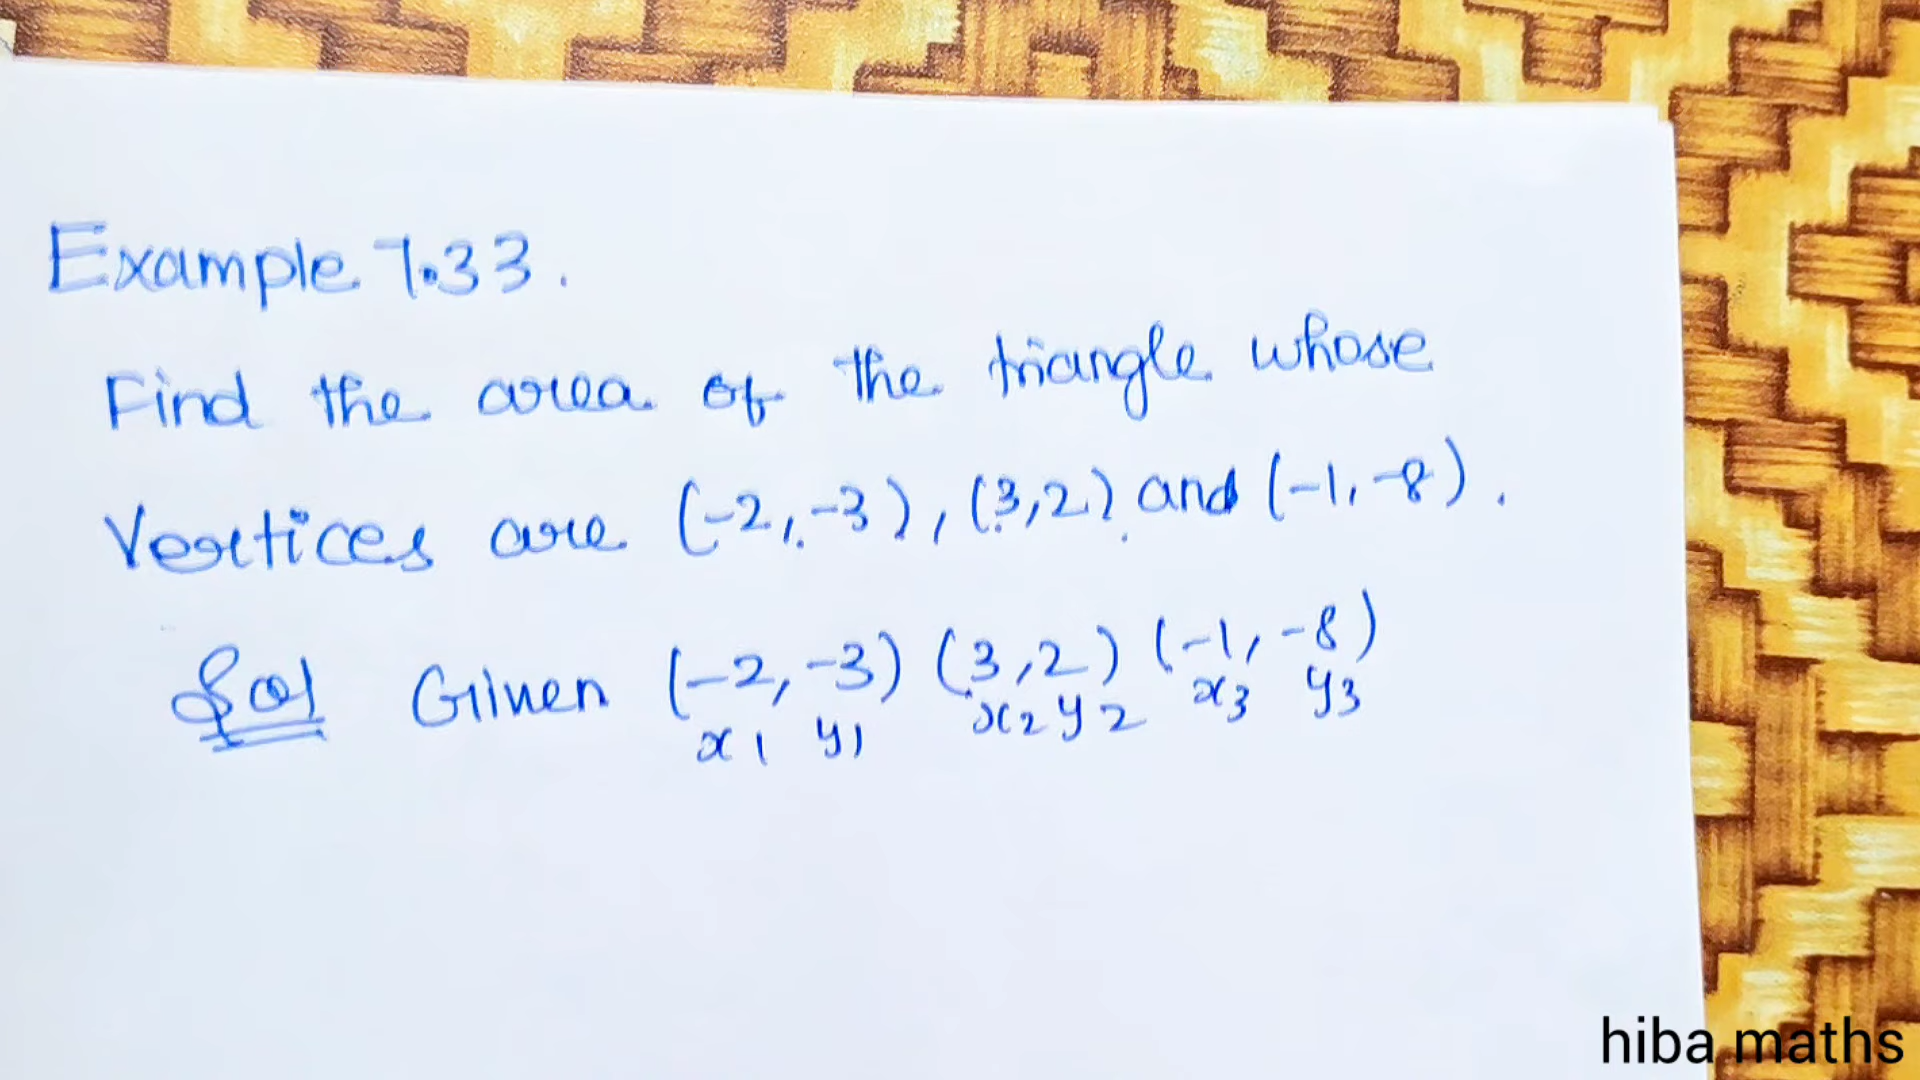 Example 7.33.
Find the area of the triangle whose
Vertices are (-2,-3), (3,2) and (-1,-8).
Sol Given (-2,-3) (3,2) (-1,-8)
x1 y1 x2 y2 x3 y3
hiba maths